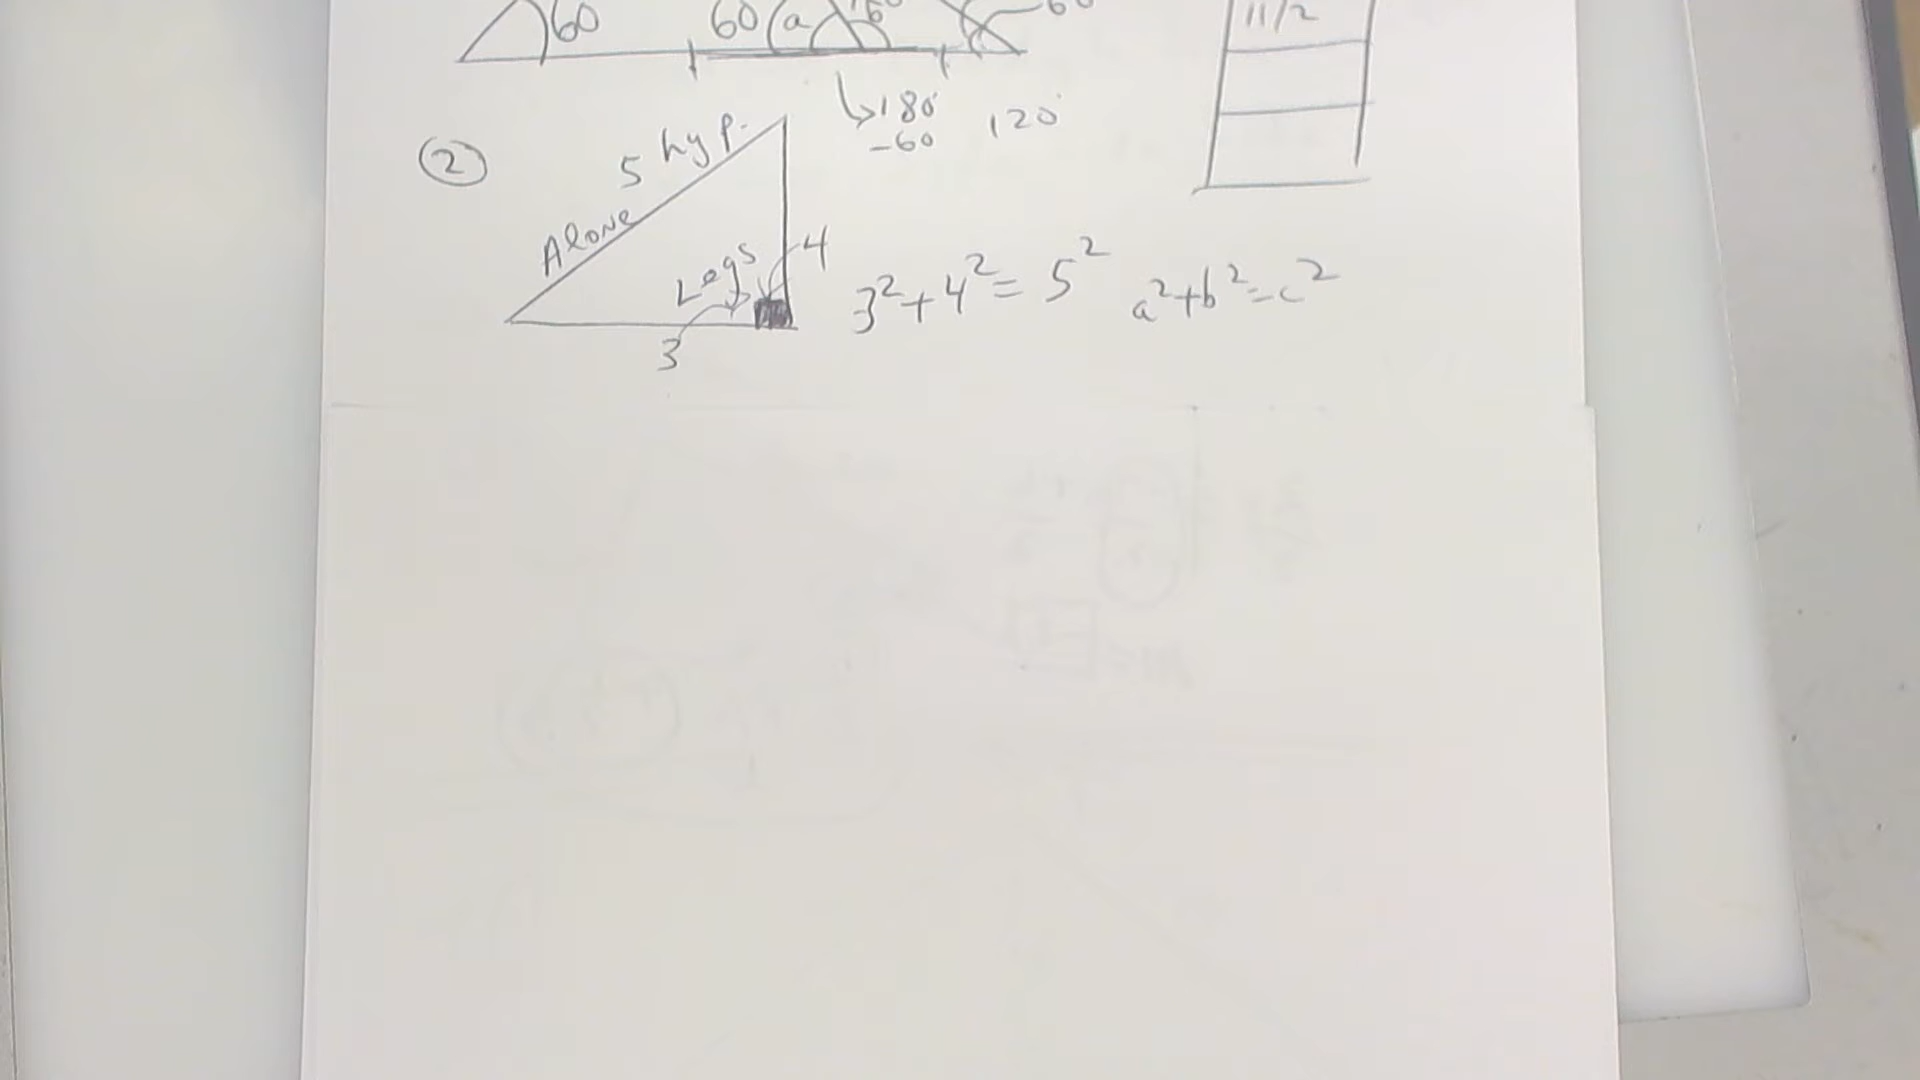 60 60 a 60 11/2
180°
-60 120°
2
5 hyp.
Alone
Legs 4
3² + 4² = 5² a² + b² = c²
3